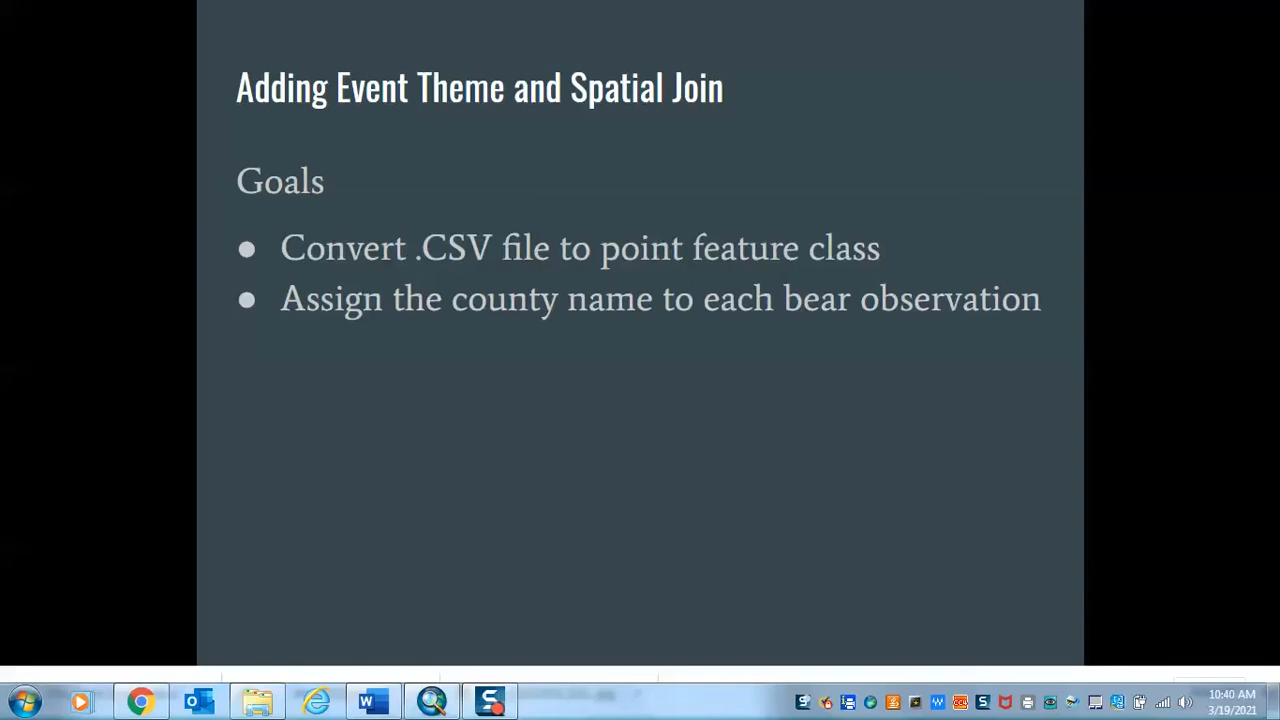 Adding Event Theme and Spatial Join
Goals
● Convert .CSV file to point feature class
● Assign the county name to each bear observation
10:40 AM
3/19/2021